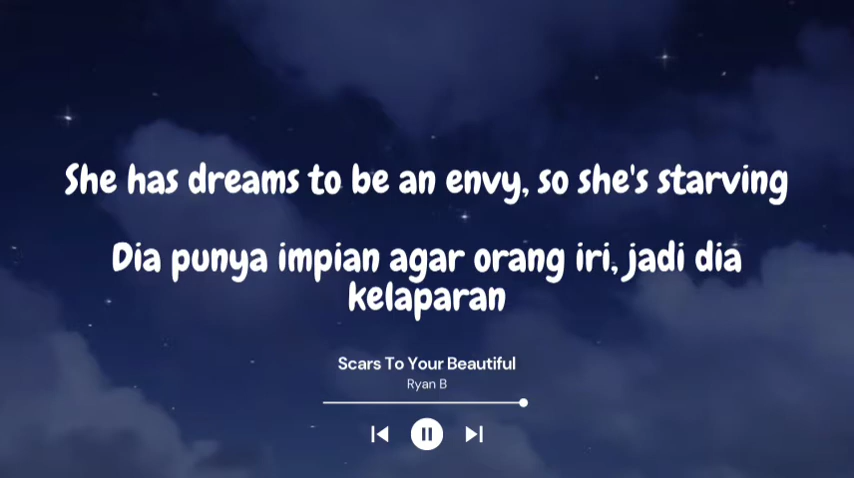 She has dreams to be an envy, so she's starving
Dia punya impian agar orang iri, jadi dia
kelaparan
Scars To Your Beautiful
Ryan B